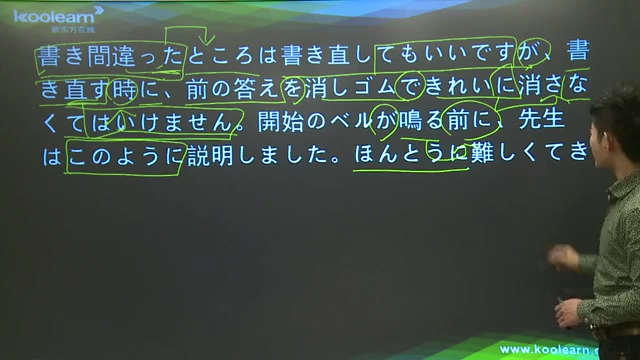 koolearn
新东方在线
書き間違ったところは書き直してもいいですが、書
き直す時に、前の答えを消しゴムできれいに消さな
くてはいけません。開始のベルが鳴る前に、先生
はこのように説明しました。ほんとうに難しくてき
www.koolearn.c